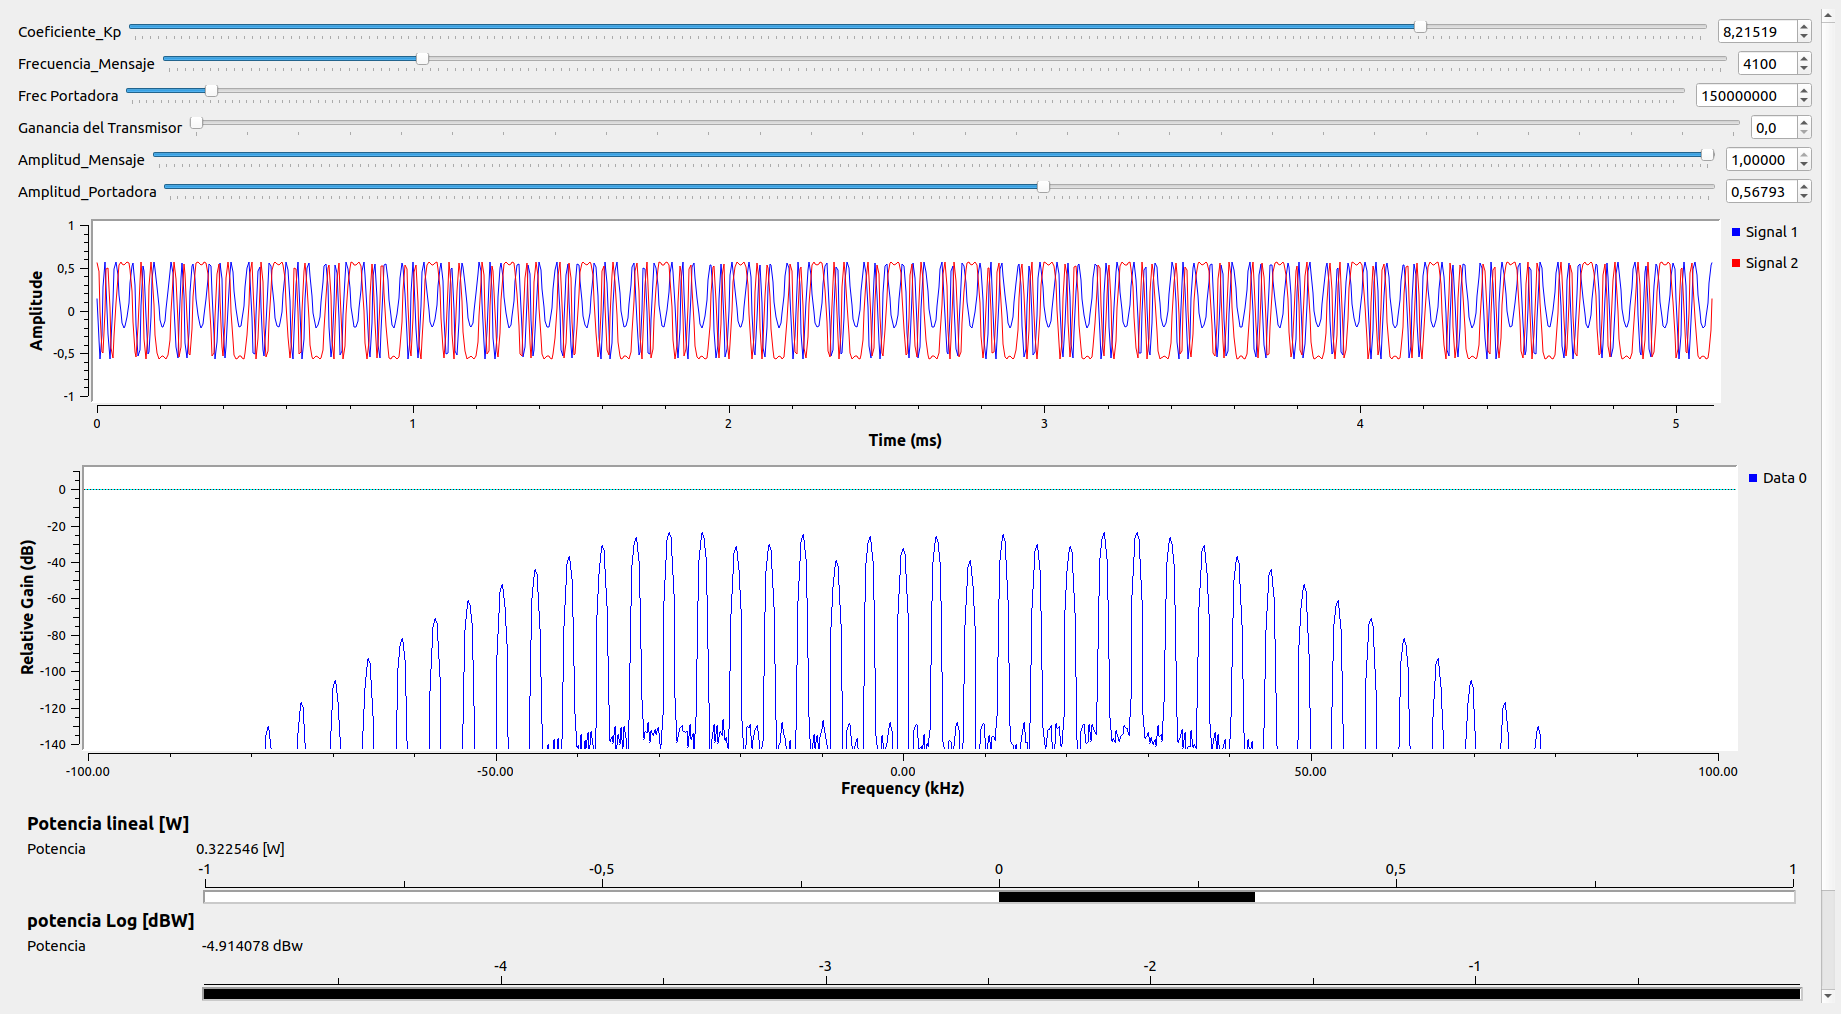 Coeficiente_Kp 8,21519
Frecuencia_Mensaje 4100
Frec Portadora 150000000
Ganancia del Transmisor 0,0
Amplitud_Mensaje 1,00000
Amplitud_Portadora 0,56793
Amplitude
1
0,5
0
-0,5
-1
Signal 1
Signal 2
0 1 2 3 4 5
Time (ms)
Relative Gain (dB)
0
-20
-40
-60
-80
-100
-120
-140
Data 0
-100.00 -50.00 0.00 50.00 100.00
Frequency (kHz)
Potencia lineal [W]
Potencia 0.322546 [W]
-1 -0,5 0 0,5 1
potencia Log [dBW]
Potencia -4.914078 dBw
-4 -3 -2 -1